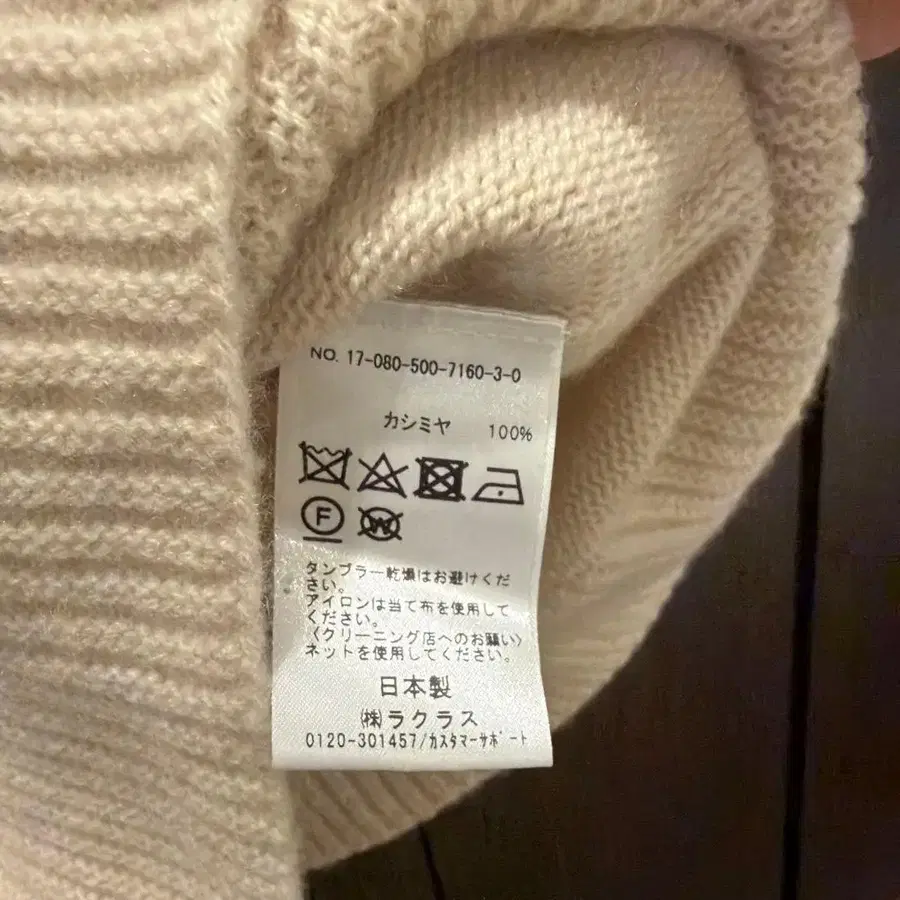 NO. 17-080-500-7160-3-0
カシミヤ 100%
F W
タンブラー乾燥はお避けくだ
さい。
アイロンは当て布を使用して
ください。
〈クリーニング店へのお願い〉
ネットを使用してください。
日本製
㈱ラクラス
0120-301457/カスタマーサポート